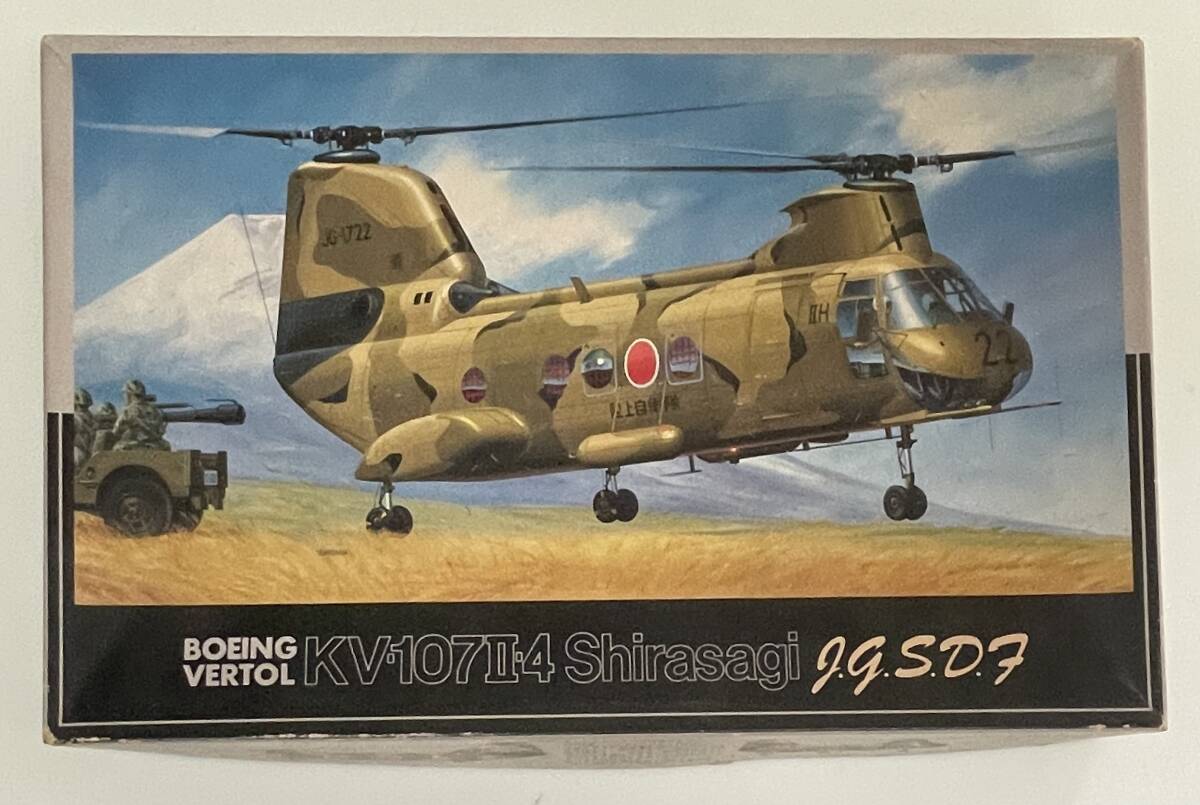 JG-1722
ⅡH
22
陸上自衛隊
BOEING
VERTOL
KV-107Ⅱ-4 Shirasagi J.G.S.D.F